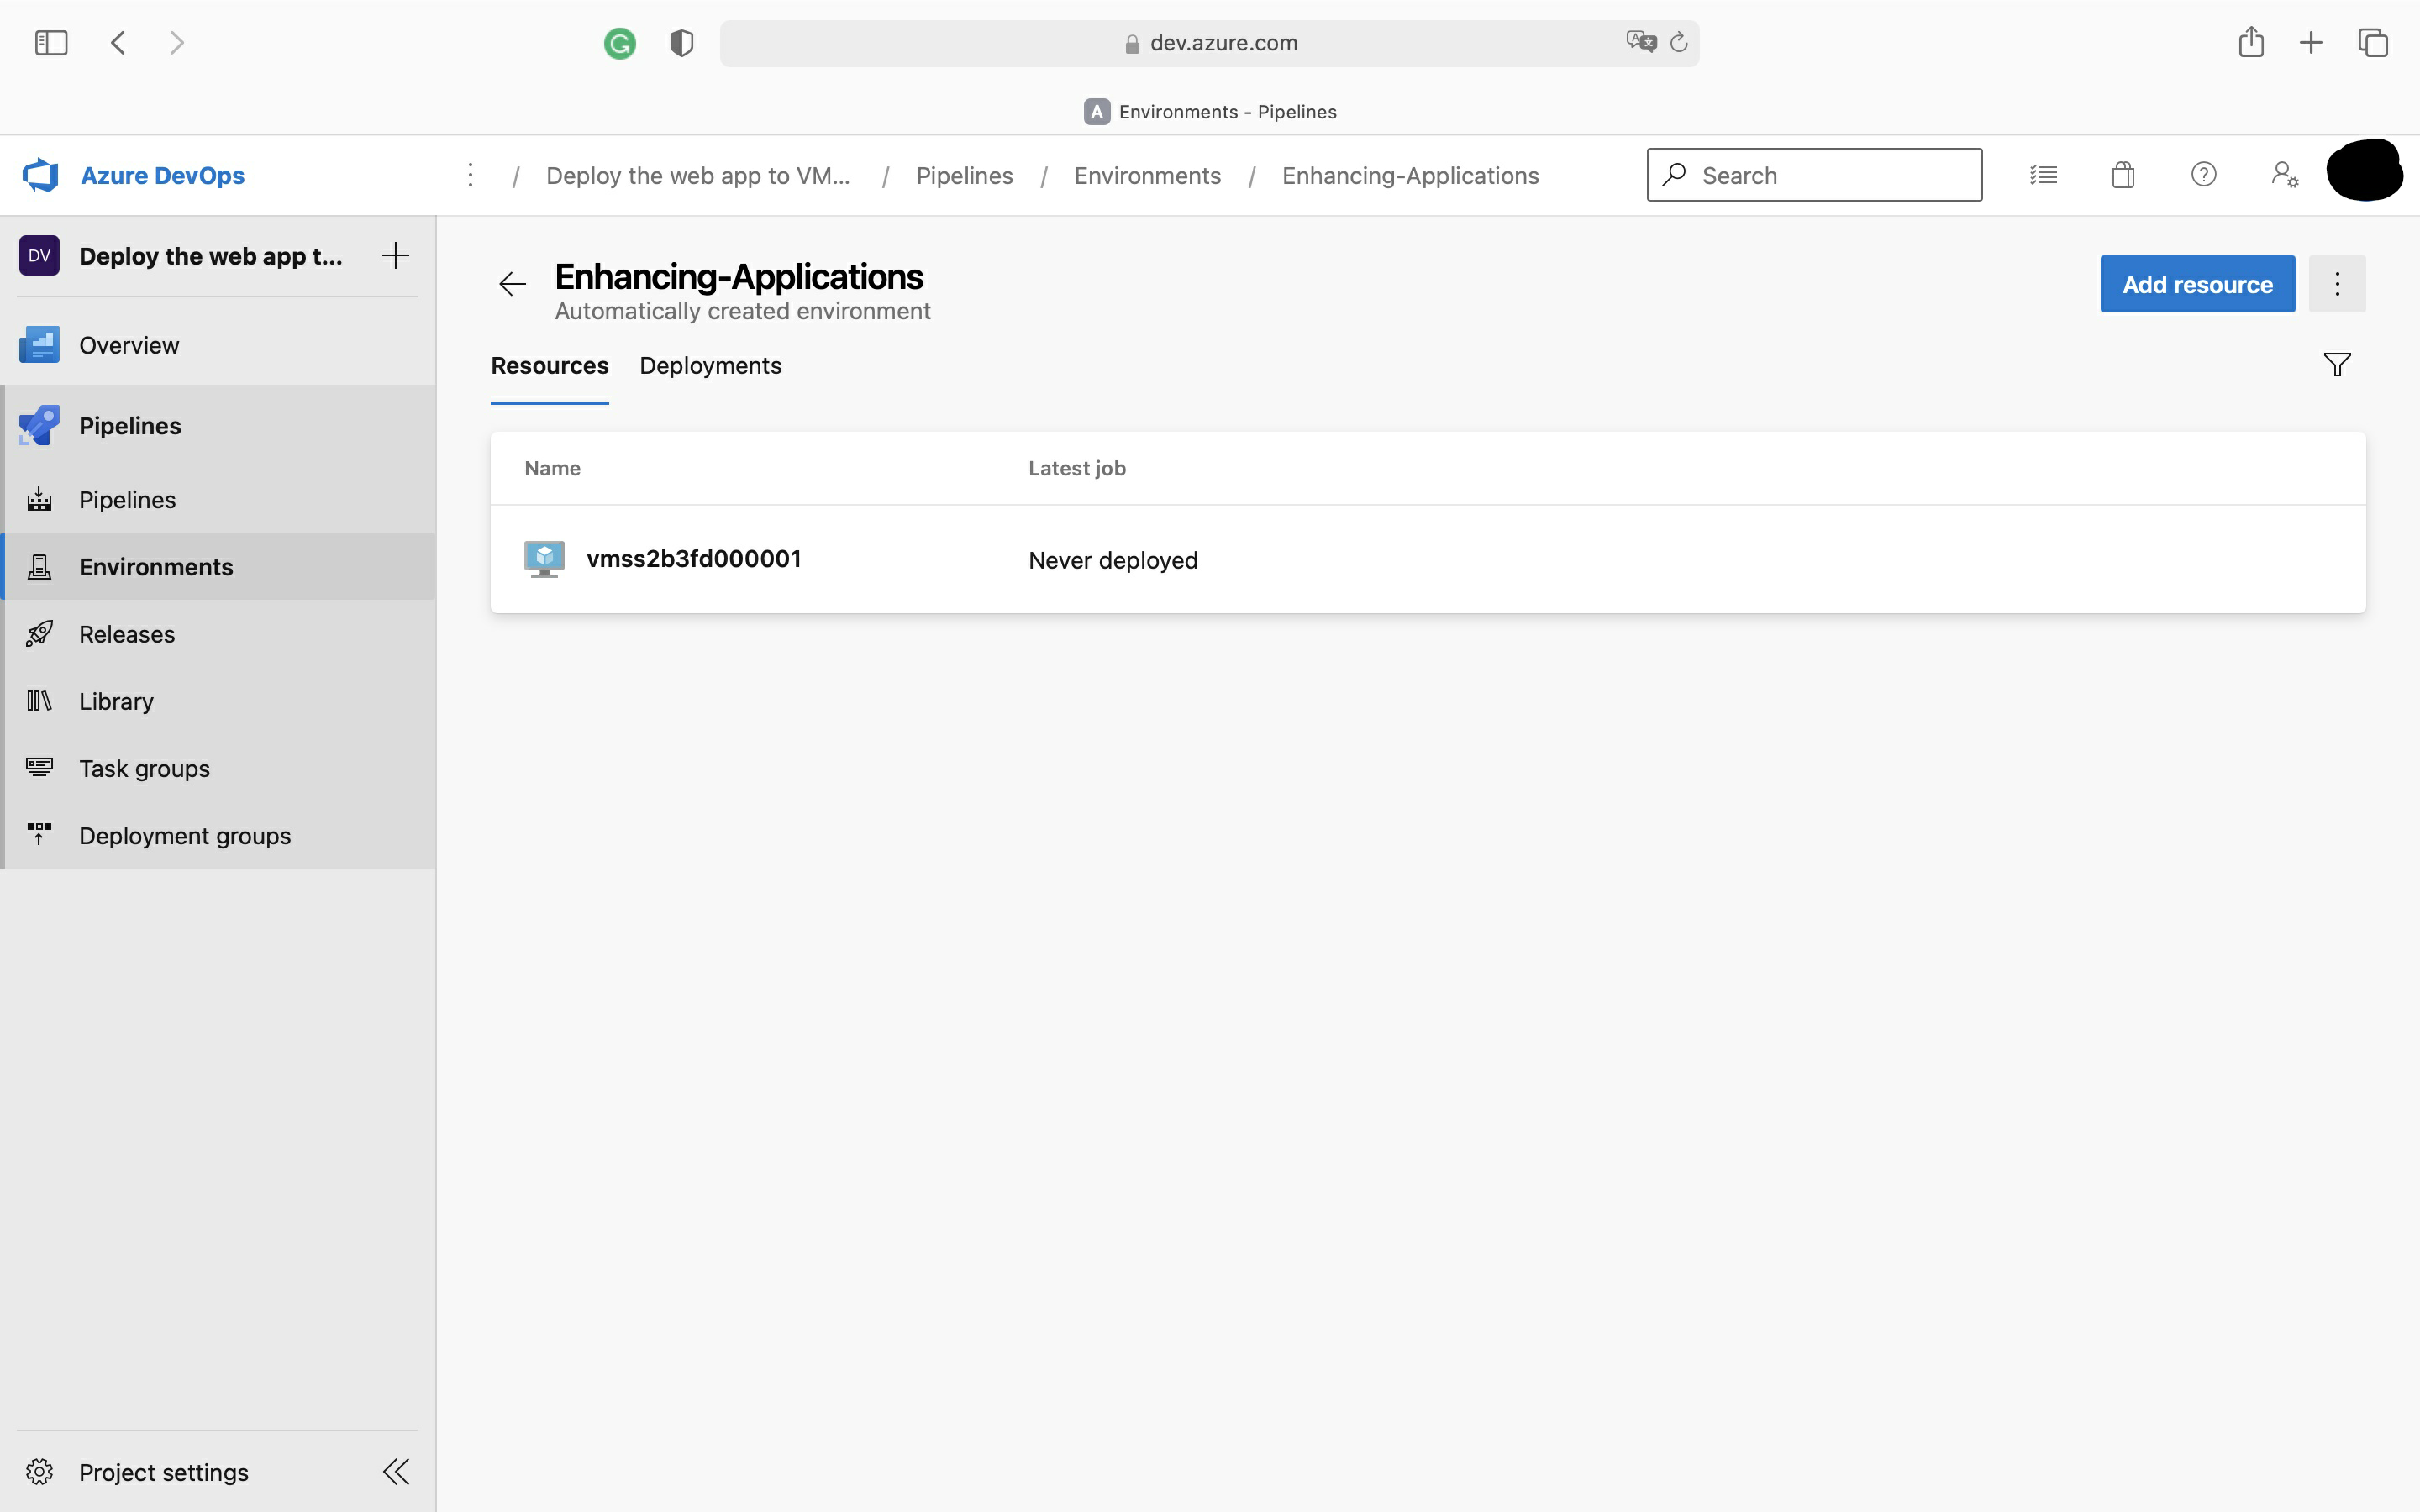 dev.azure.com
A Environments - Pipelines
Azure DevOps
/ Deploy the web app to VM... / Pipelines / Environments / Enhancing-Applications
Search
DV Deploy the web app t...
Overview
Pipelines
Pipelines
Environments
Releases
Library
Task groups
Deployment groups
Project settings
Enhancing-Applications
Automatically created environment
Add resource
Resources Deployments
Name Latest job
vmss2b3fd000001 Never deployed